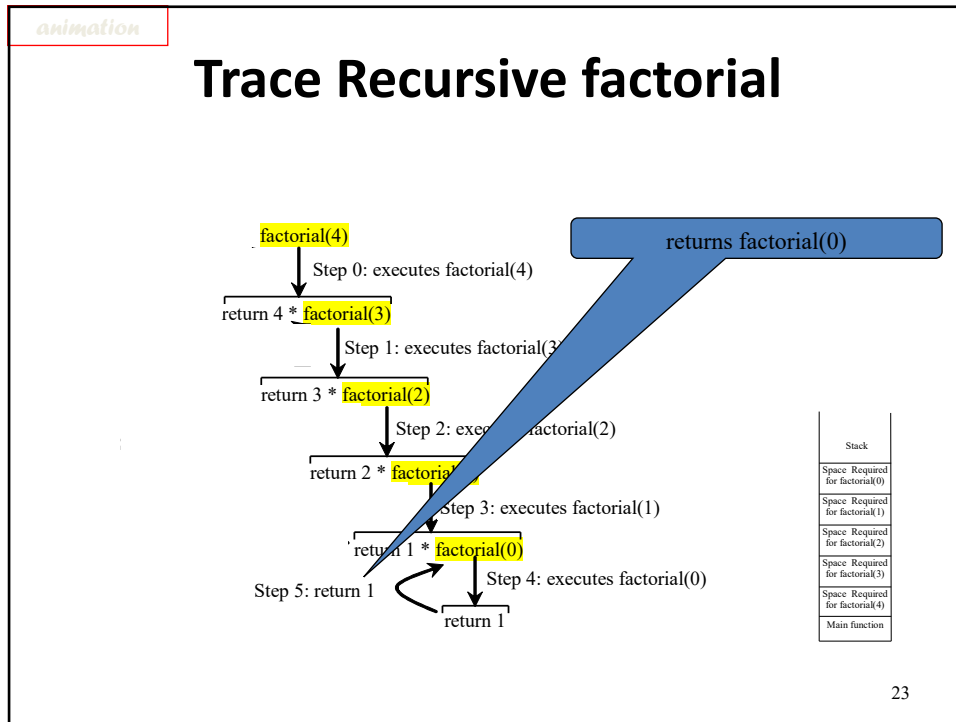 animation
Trace Recursive factorial
factorial(4)
returns factorial(0)
Step 0: executes factorial(4)
return 4 * factorial(3)
Step 1: executes factorial(3
return 3 * factorial(2)
Step 2: exec factorial(2)
return 2 * factorial
Step 3: executes factorial(1)
return 1 * factorial(0)
Step 5: return 1
Step 4: executes factorial(0)
return 1
Stack
Space Required
for factorial(0)
Space Required
for factorial(1)
Space Required
for factorial(2)
Space Required
for factorial(3)
Space Required
for factorial(4)
Main function
23